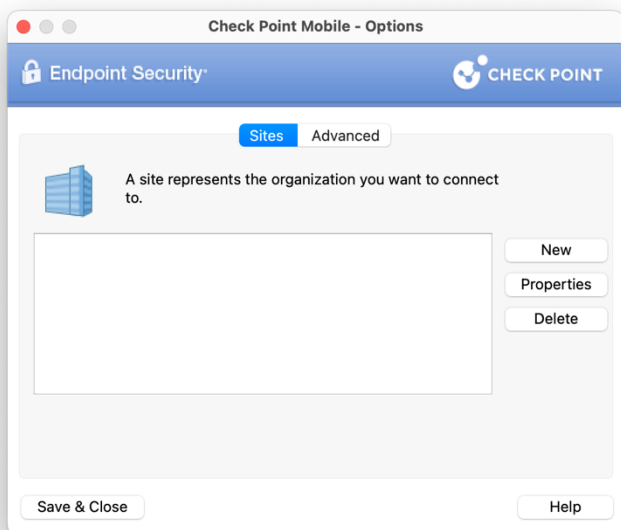 Check Point Mobile - Options
Endpoint Security
CHECK POINT
Sites
Advanced
A site represents the organization you want to connect
to.
New
Properties
Delete
Save & Close
Help